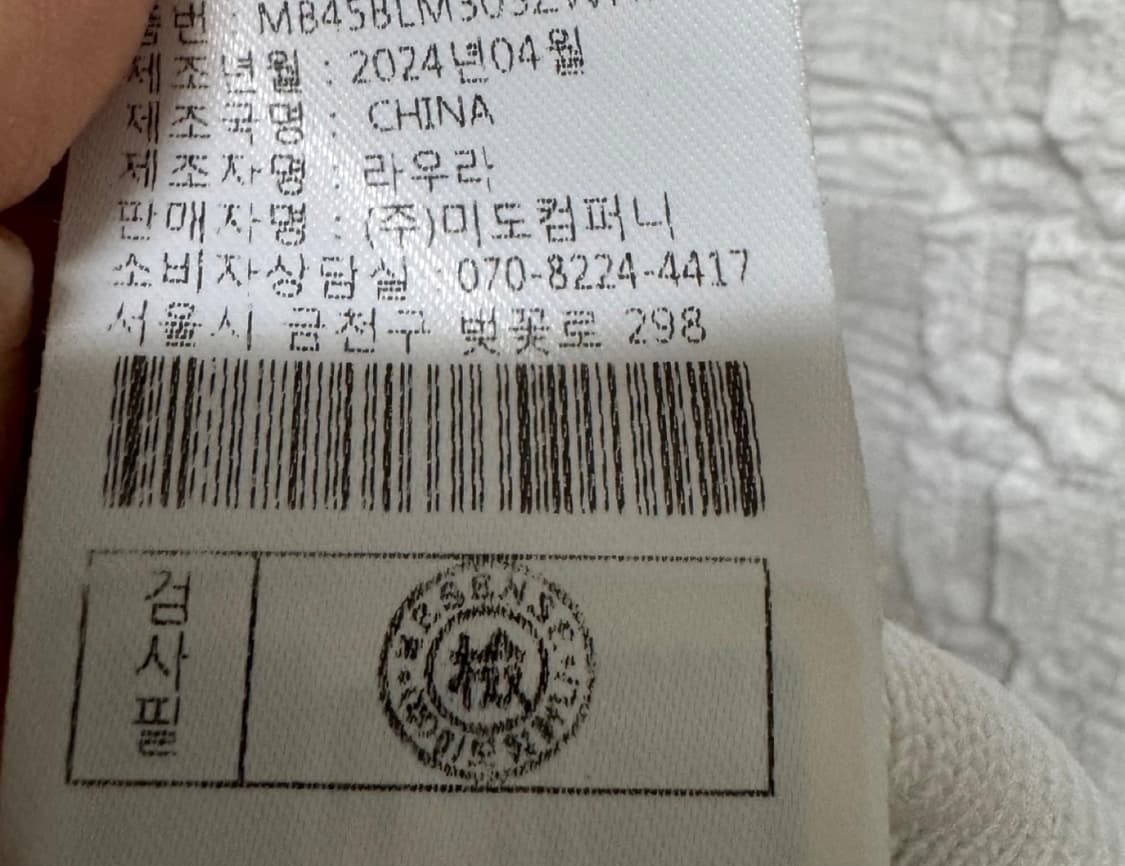 제조년월 : 2024년04월
제조국명 : CHINA
제조자명 : 라우라
판매자명 : (주)미도컴퍼니
소비자상담실 : 070-8224-4417
서울시 금천구 벚꽃로 298
검사필
檢